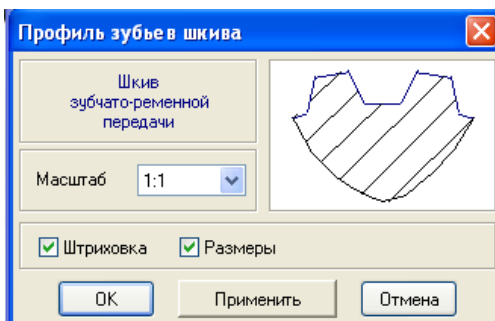 Профиль зубьев шкива
Шкив
зубчато-ременной
передачи
Масштаб 1:1
Штриховка Размеры
OK Применить Отмена